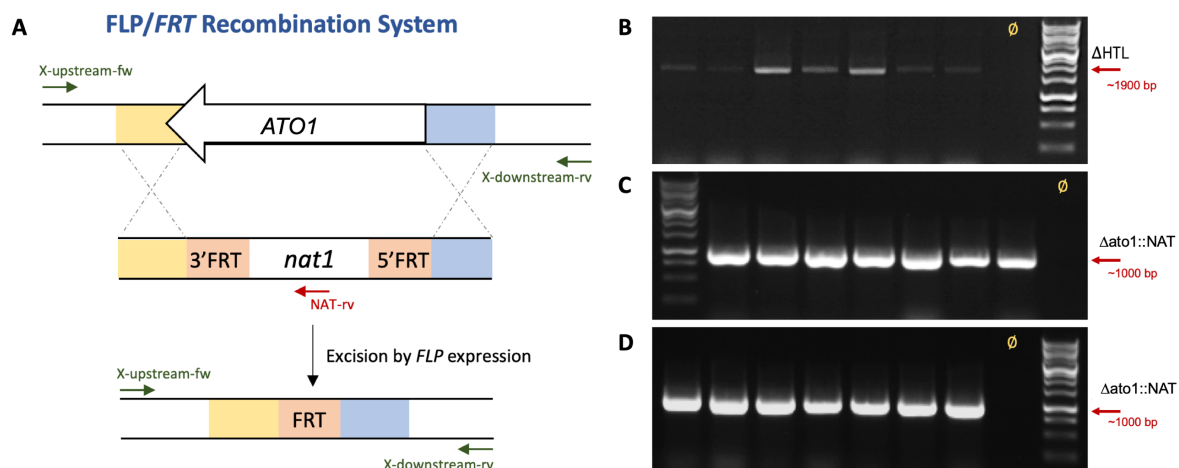 A
FLP/FRT Recombination System
X-upstream-fw
ATO1
X-downstream-rv
3'FRT
nat1
5'FRT
NAT-rv
Excision by FLP expression
X-upstream-fw
FRT
X-downstream-rv
B
Ø
ΔHTL
~1900 bp
C
Ø
Δato1::NAT
~1000 bp
D
Ø
Δato1::NAT
~1000 bp